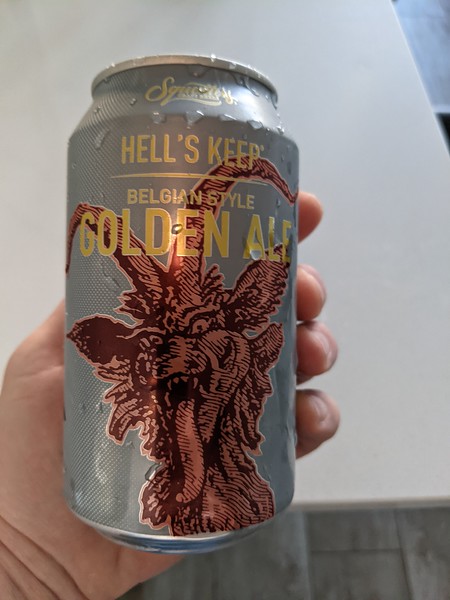 Squatters
HELL'S KEEP
BELGIAN STYLE
GOLDEN ALE